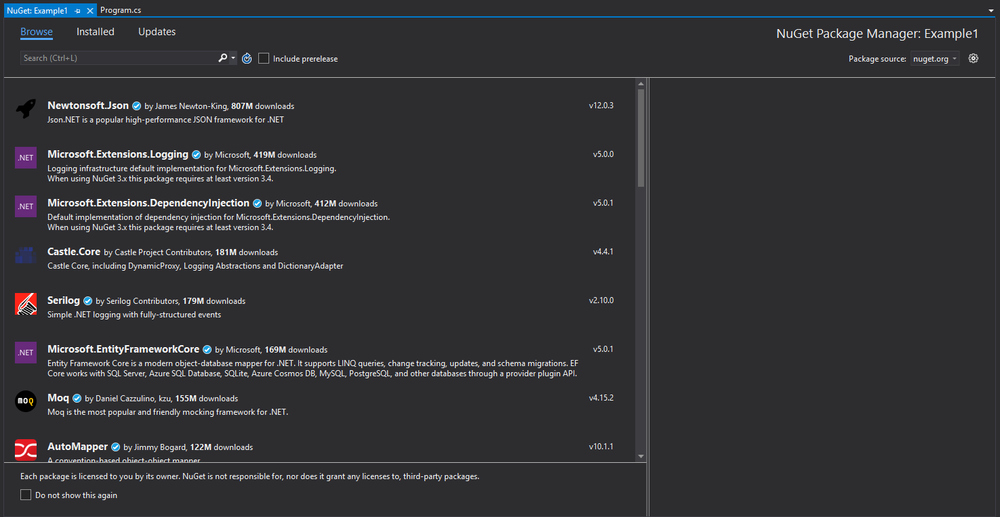 NuGet: Example1
Program.cs
Browse
Installed
Updates
NuGet Package Manager: Example1
Search (Ctrl+L)
Include prerelease
Package source: nuget.org
Newtonsoft.Json by James Newton-King, 807M downloads
v12.0.3
Json.NET is a popular high-performance JSON framework for .NET
.NET
Microsoft.Extensions.Logging by Microsoft, 419M downloads
v5.0.0
Logging infrastructure default implementation for Microsoft.Extensions.Logging.
When using NuGet 3.x this package requires at least version 3.4.
.NET
Microsoft.Extensions.DependencyInjection by Microsoft, 412M downloads
v5.0.1
Default implementation of dependency injection for Microsoft.Extensions.DependencyInjection.
When using NuGet 3.x this package requires at least version 3.4.
Castle.Core by Castle Project Contributors, 181M downloads
v4.4.1
Castle Core, including DynamicProxy, Logging Abstractions and DictionaryAdapter
Serilog by Serilog Contributors, 179M downloads
v2.10.0
Simple .NET logging with fully-structured events
.NET
Microsoft.EntityFrameworkCore by Microsoft, 169M downloads
v5.0.1
Entity Framework Core is a modern object-database mapper for .NET. It supports LINQ queries, change tracking, updates, and schema migrations. EF
Core works with SQL Server, Azure SQL Database, SQLite, Azure Cosmos DB, MySQL, PostgreSQL, and other databases through a provider plugin API.
MOQ
Moq by Daniel Cazzulino, kzu, 155M downloads
v4.15.2
Moq is the most popular and friendly mocking framework for .NET.
AutoMapper by Jimmy Bogard, 122M downloads
v10.1.1
A convention-based object-object mapper
Each package is licensed to you by its owner. NuGet is not responsible for, nor does it grant any licenses to, third-party packages.
Do not show this again